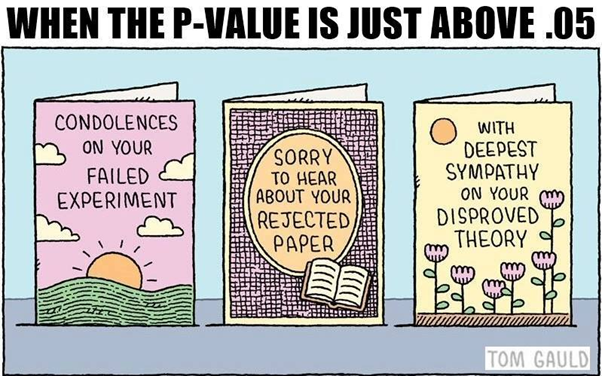 WHEN THE P-VALUE IS JUST ABOVE .05
CONDOLENCES
ON YOUR
FAILED
EXPERIMENT
SORRY
TO HEAR
ABOUT YOUR
REJECTED
PAPER
WITH
DEEPEST
SYMPATHY
ON YOUR
DISPROVED
THEORY
TOM GAULD